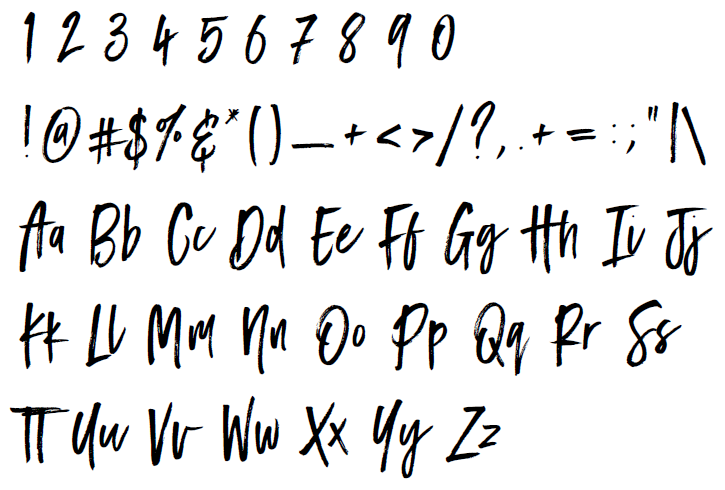 1 2 3 4 5 6 7 8 9 0
!@#$%&*()_+<>/?,.+=:;"|\
Aa Bb Cc Dd Ee Ff Gg Hh Ii Jj
Kk Ll Mm Nn Oo Pp Qq Rr Ss
Tt Uu Vv Ww Xx Yy Zz